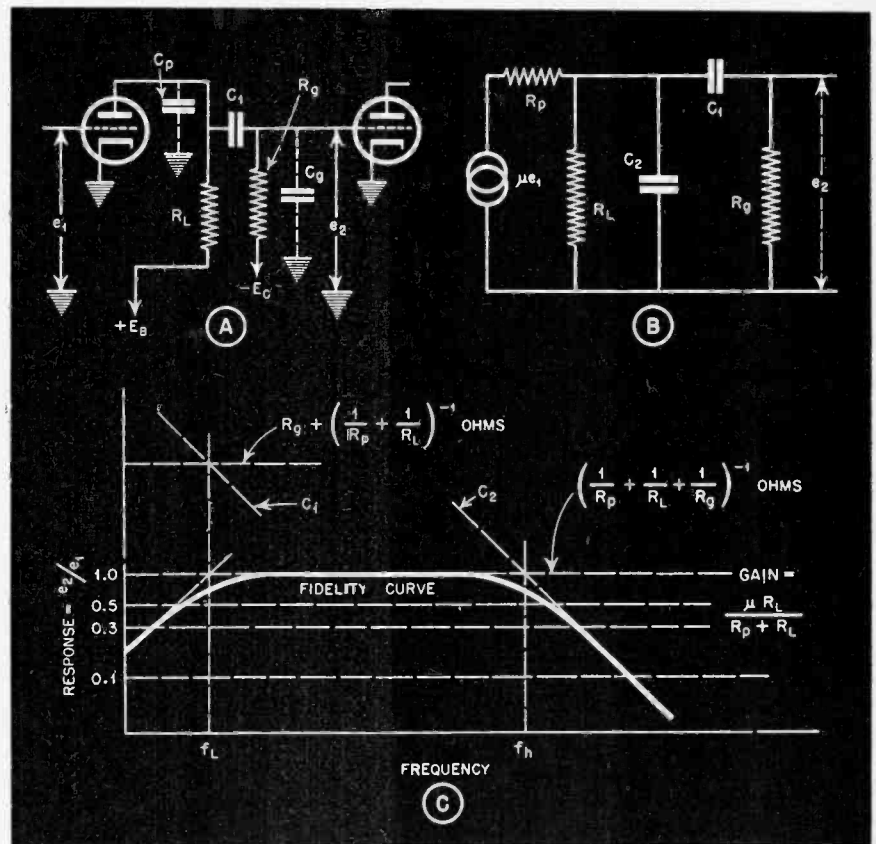 Cp
C1
Rg
Cg
e1
RL
e2
-EC
+EB
A
Rp
C1
C2
μe1
RL
Rg
e2
B
Rg + (1/Rp + 1/RL)⁻¹ OHMS
C1
C2
(1/Rp + 1/RL + 1/Rg)⁻¹ OHMS
RESPONSE = e2/e1
1.0
0.5
0.3
0.1
FIDELITY CURVE
GAIN =
μ RL
Rp + RL
fL
fh
FREQUENCY
C